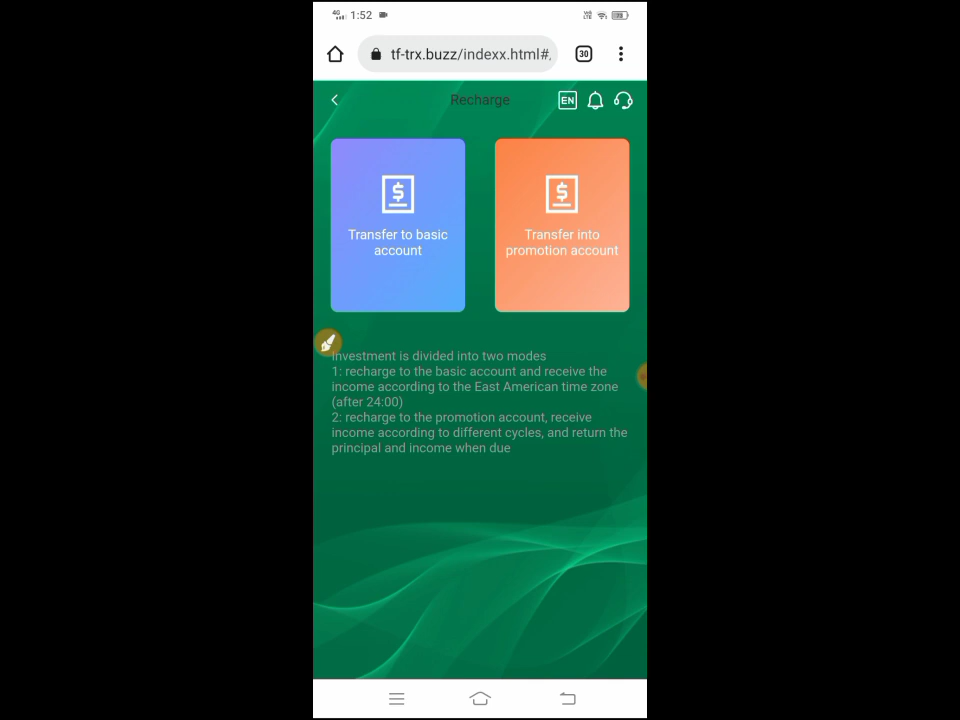 4G 1:52
tf-trx.buzz/indexx.html#,
30
Recharge
EN
Transfer to basic
account
Transfer into
promotion account
Investment is divided into two modes
1: recharge to the basic account and receive the
income according to the East American time zone
(after 24:00)
2: recharge to the promotion account, receive
income according to different cycles, and return the
principal and income when due